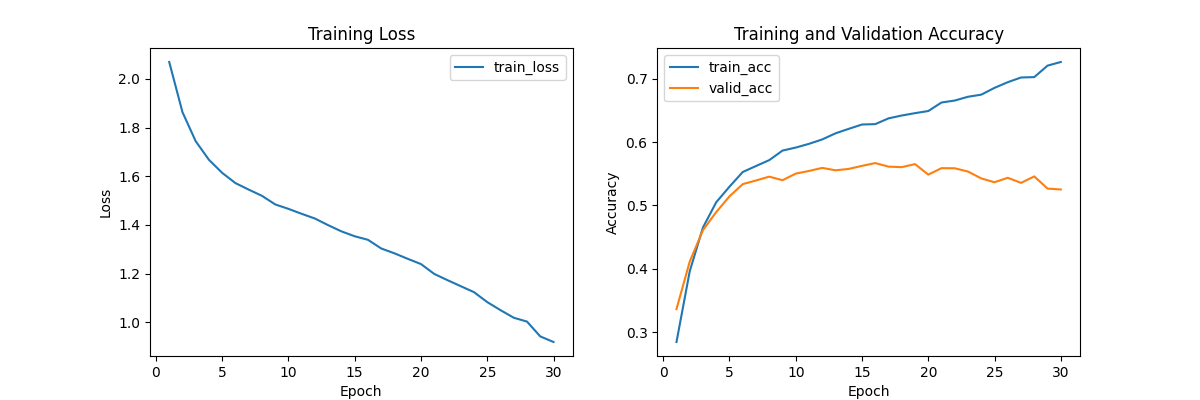 Training Loss
train_loss
2.0
1.8
1.6
1.4
1.2
1.0
Loss
0 5 10 15 20 25 30
Epoch
Training and Validation Accuracy
train_acc
valid_acc
0.7
0.6
0.5
0.4
0.3
Accuracy
0 5 10 15 20 25 30
Epoch